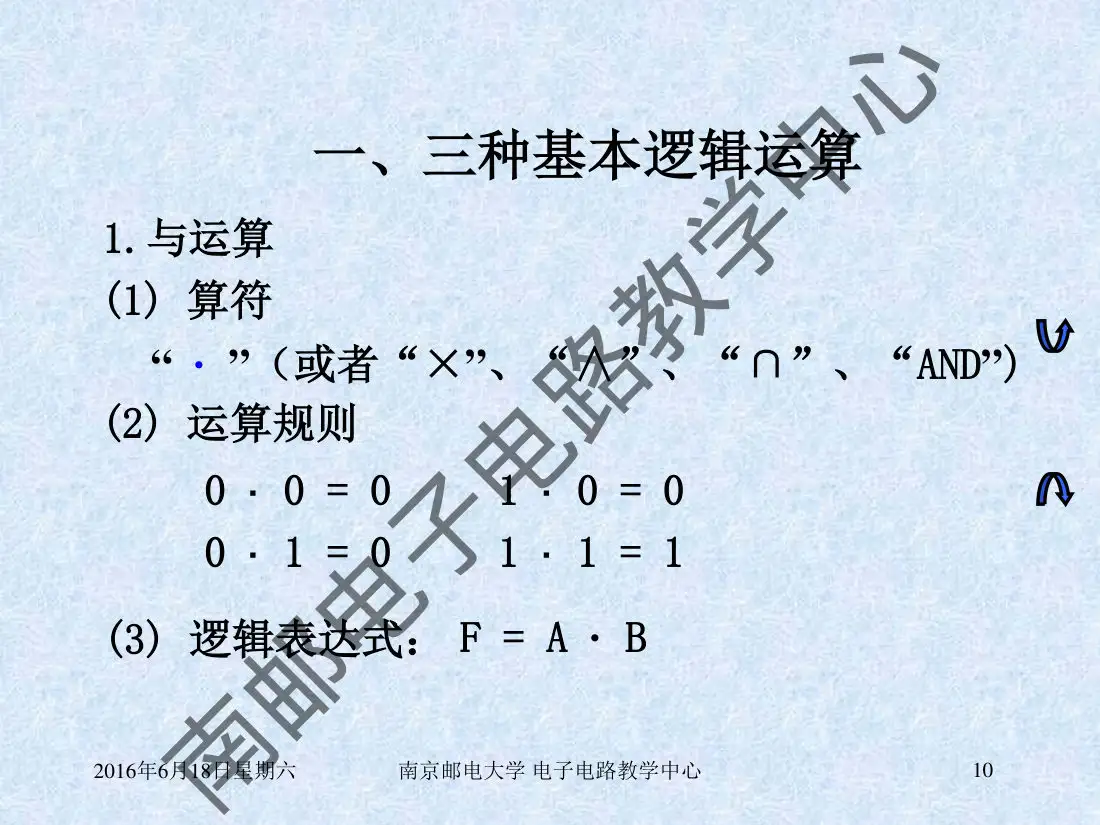 一、三种基本逻辑运算
1.与运算
(1) 算符
“·”（或者“×”、“∧”、“∩”、“AND”)
(2) 运算规则
0 · 0 = 0 1 · 0 = 0
0 · 1 = 0 1 · 1 = 1
(3) 逻辑表达式： F = A · B
南邮电子电路教学中心
2016年6月18日星期六 南京邮电大学 电子电路教学中心 10